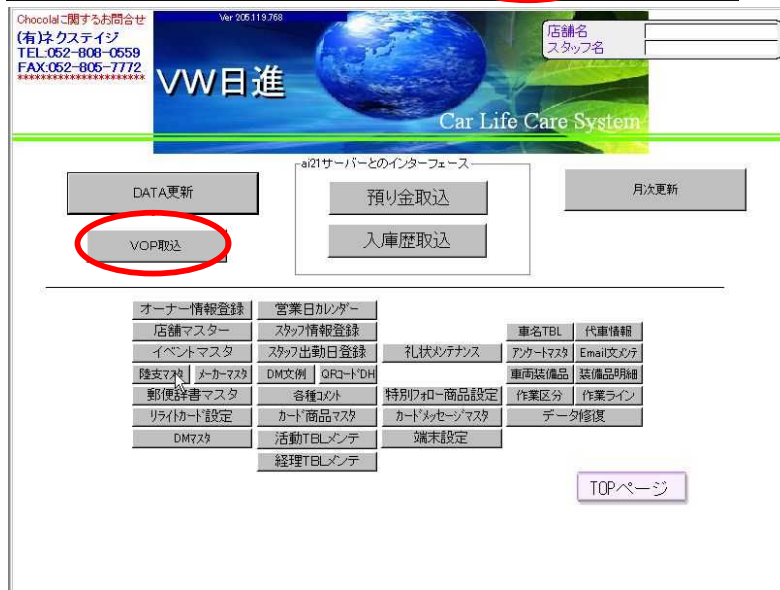 Chocolaに関するお問合せ
(有)ネクステイジ
TEL:052-808-0559
FAX:052-805-7772
**********************
Ver 205.119.768
VW日進
Car Life Care System
店舗名
スタッフ名
DATA更新
VOP取込
ai21サーバーとのインターフェース
預り金取込
入庫歴取込
月次更新
オーナー情報登録 営業日カレンダー
店舗マスター スタッフ情報登録 車名TBL 代車情報
イベントマスタ スタッフ出勤日登録 礼状メンテナンス アンケートマスタ Email文メンテ
陸支マスタ メーカーマスタ DM文例 QRコードDH 車両装備品 装備品明細
郵便辞書マスタ 各種コメント 特別フォロー商品設定 作業区分 作業ライン
リライトカード設定 カード商品マスタ カードメッセージマスタ データ修復
DMマスタ 活動TBLメンテ 端末設定
経理TBLメンテ
TOPページ